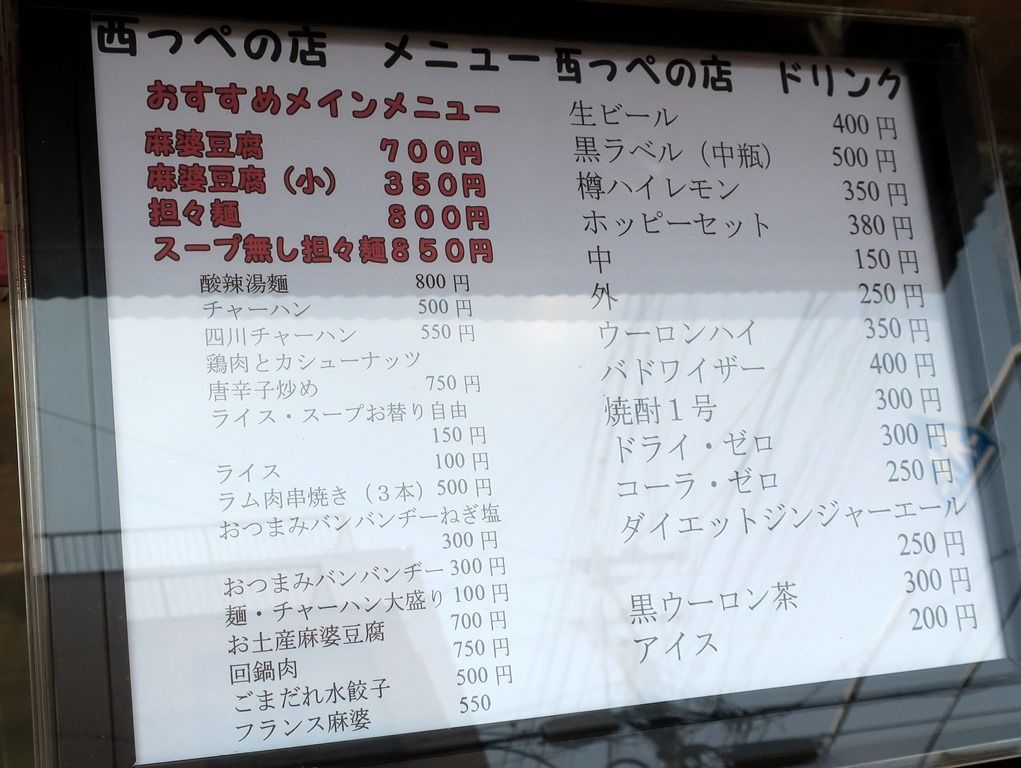 西っぺの店 メニュー
おすすめメインメニュー
麻婆豆腐 700円
麻婆豆腐（小） 350円
担々麺 800円
スープ無し担々麺850円
酸辣湯麺 800円
チャーハン 500円
四川チャーハン 550円
鶏肉とカシューナッツ
唐辛子炒め 750円
ライス・スープお替り自由
150円
ライス 100円
ラム肉串焼き（３本）500円
おつまみバンバンヂーねぎ塩
300円
おつまみバンバンヂー300円
麺・チャーハン大盛り100円
お土産麻婆豆腐 700円
回鍋肉 750円
ごまだれ水餃子 500円
フランス麻婆 550
西っぺの店 ドリンク
生ビール 400円
黒ラベル（中瓶） 500円
樽ハイレモン 350円
ホッピーセット 380円
中 150円
外 250円
ウーロンハイ 350円
バドワイザー 400円
焼酎１号 300円
ドライ・ゼロ 300円
コーラ・ゼロ 250円
ダイエットジンジャーエール
250円
黒ウーロン茶 300円
アイス 200円